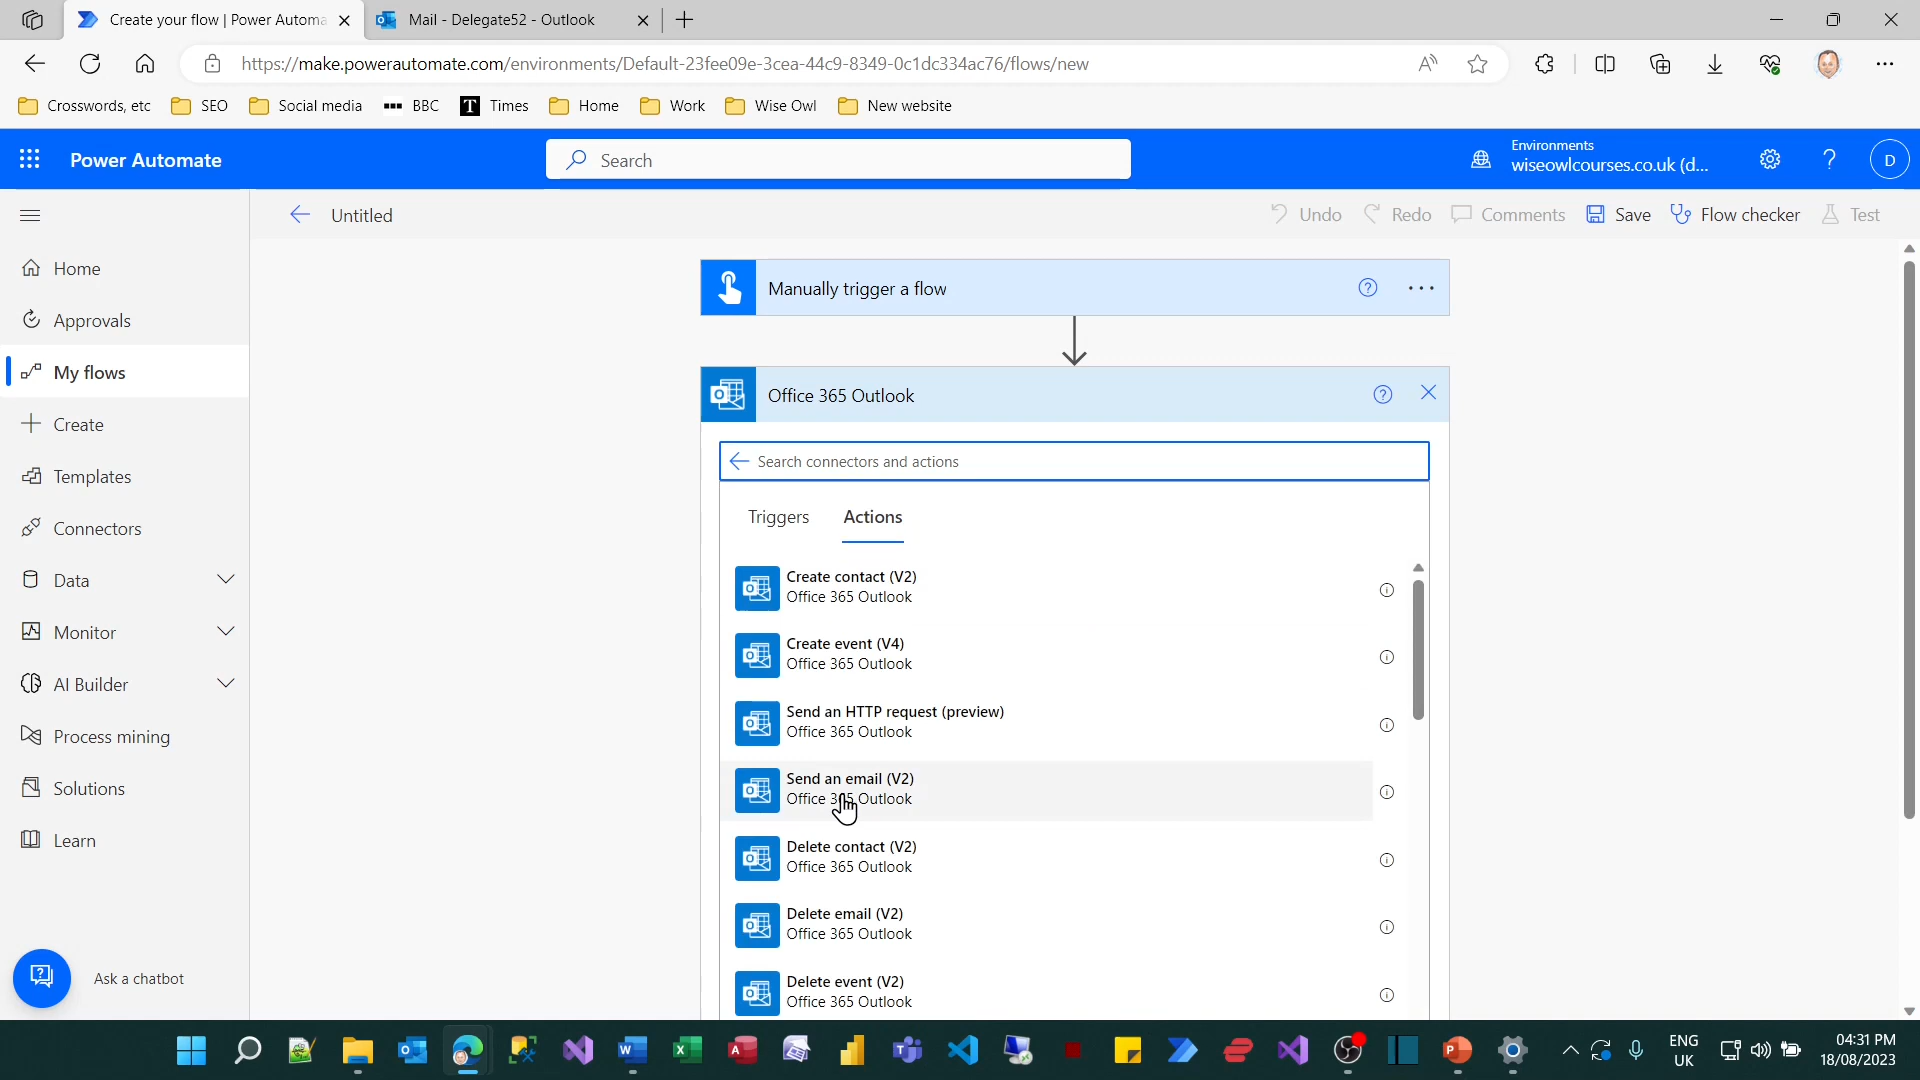 Create your flow | Power Automa
Mail - Delegate52 - Outlook
https://make.powerautomate.com/environments/Default-23fee09e-3cea-44c9-8349-0c1dc334ac76/flows/new
Crosswords, etc
SEO
Social media
BBC
T Times
Home
Work
Wise Owl
New website
Power Automate
Search
Environments
wiseowlcourses.co.uk (d...
?
D
Untitled
Undo
Redo
Comments
Save
Flow checker
Test
Home
Approvals
My flows
Create
Templates
Connectors
Data
Monitor
AI Builder
Process mining
Solutions
Learn
Ask a chatbot
Manually trigger a flow
Office 365 Outlook
Search connectors and actions
Triggers
Actions
Create contact (V2)
Office 365 Outlook
Create event (V4)
Office 365 Outlook
Send an HTTP request (preview)
Office 365 Outlook
Send an email (V2)
Office 365 Outlook
Delete contact (V2)
Office 365 Outlook
Delete email (V2)
Office 365 Outlook
Delete event (V2)
Office 365 Outlook
ENG
UK
04:31 PM
18/08/2023